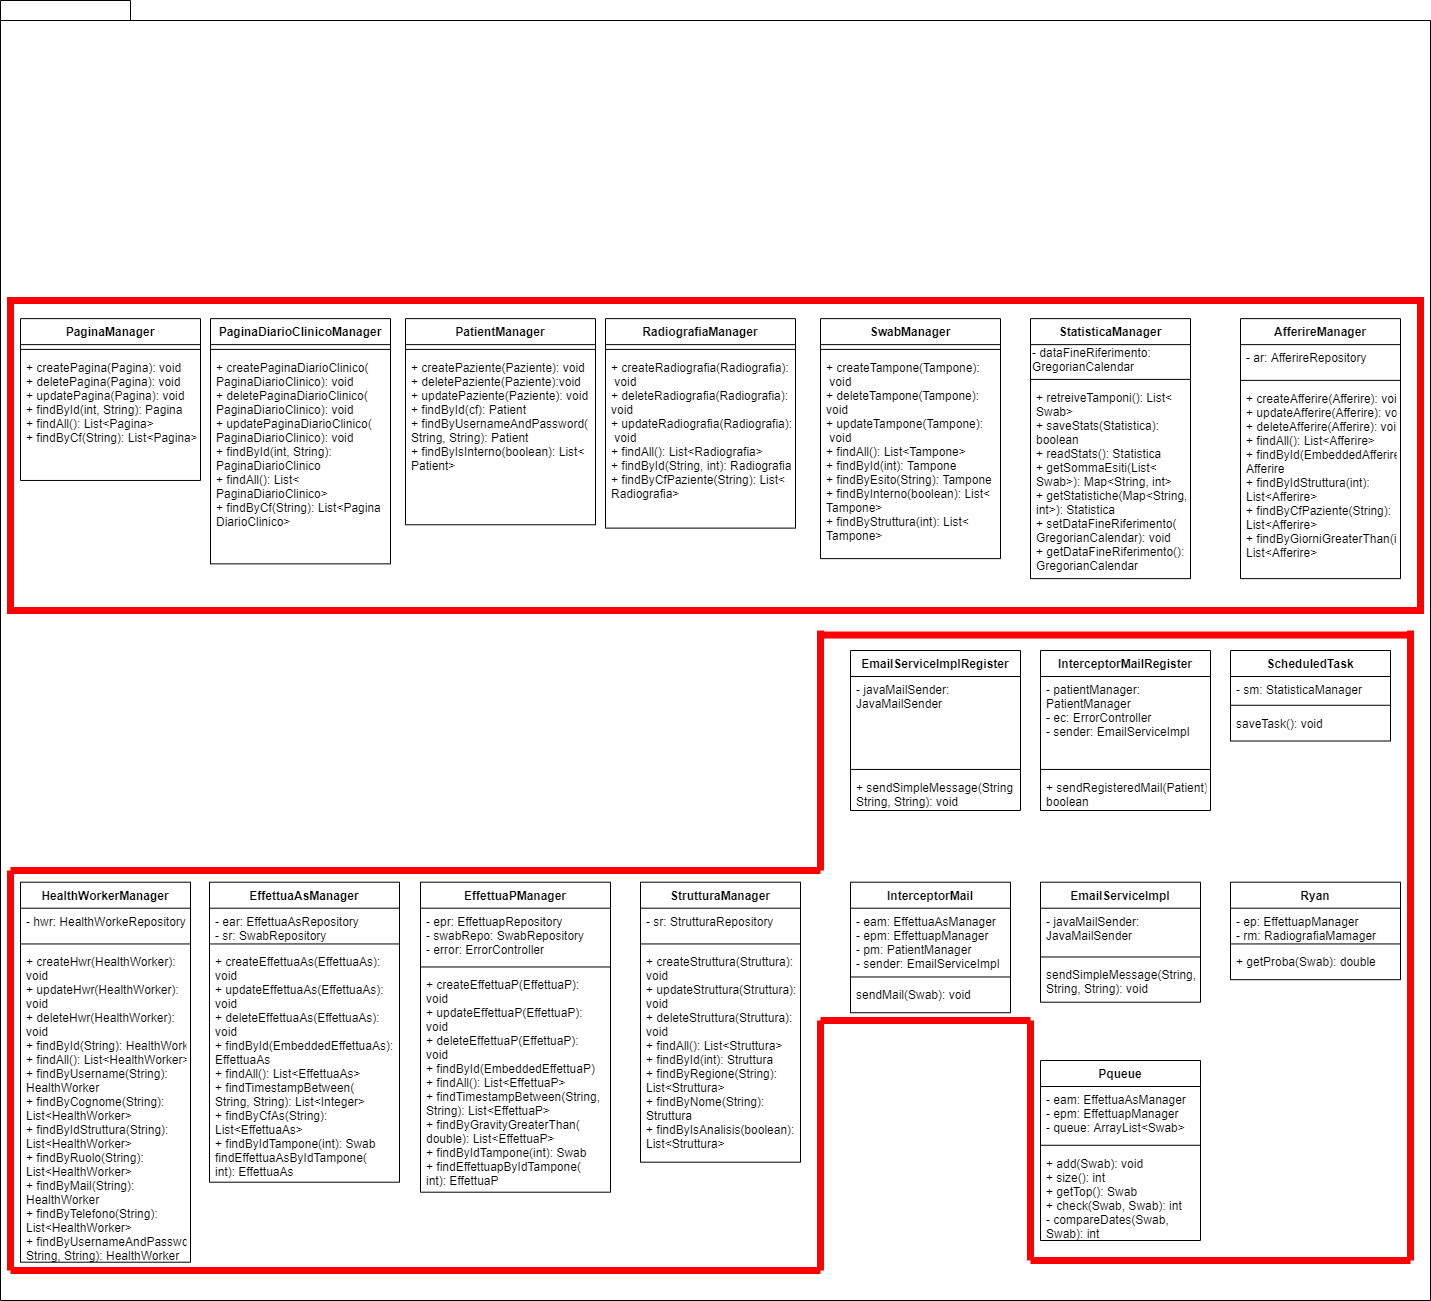 PaginaManager
+ createPagina(Pagina): void
+ deletePagina(Pagina): void
+ updatePagina(Pagina): void
+ findById(int, String): Pagina
+ findAll(): List<Pagina>
+ findByCf(String): List<Pagina>
PaginaDiarioClinicoManager
+ createPaginaDiarioClinico(
PaginaDiarioClinico): void
+ deletePaginaDiarioClinico(
PaginaDiarioClinico): void
+ updatePaginaDiarioClinico(
PaginaDiarioClinico): void
+ findById(int, String):
PaginaDiarioClinico
+ findAll(): List<
PaginaDiarioClinico>
+ findByCf(String): List<Pagina
DiarioClinico>
PatientManager
+ createPaziente(Paziente): void
+ deletePaziente(Paziente):void
+ updatePaziente(Paziente): void
+ findById(cf): Patient
+ findByUsernameAndPassword(
String, String): Patient
+ findByIsInterno(boolean): List<
Patient>
RadiografiaManager
+ createRadiografia(Radiografia):
void
+ deleteRadiografia(Radiografia):
void
+ updateRadiografia(Radiografia):
void
+ findAll(): List<Radiografia>
+ findById(String, int): Radiografia
+ findByCfPaziente(String): List<
Radiografia>
SwabManager
+ createTampone(Tampone):
void
+ deleteTampone(Tampone):
void
+ updateTampone(Tampone):
void
+ findAll(): List<Tampone>
+ findById(int): Tampone
+ findByEsito(String): Tampone
+ findByInterno(boolean): List<
Tampone>
+ findByStruttura(int): List<
Tampone>
StatisticaManager
- dataFineRiferimento:
GregorianCalendar
+ retreiveTamponi(): List<
Swab>
+ saveStats(Statistica):
boolean
+ readStats(): Statistica
+ getSommaEsiti(List<
Swab>): Map<String, int>
+ getStatistiche(Map<String,
int>): Statistica
+ setDataFineRiferimento(
GregorianCalendar): void
+ getDataFineRiferimento():
GregorianCalendar
AfferireManager
- ar: AfferireRepository
+ createAfferire(Afferire): voi
+ updateAfferire(Afferire): vo
+ deleteAfferire(Afferire): voi
+ findAll(): List<Afferire>
+ findById(EmbeddedAfferire
Afferire
+ findByIdStruttura(int):
List<Afferire>
+ findByCfPaziente(String):
List<Afferire>
+ findByGiorniGreaterThan(i
List<Afferire>
EmailServiceImplRegister
- javaMailSender:
JavaMailSender
+ sendSimpleMessage(String
String, String): void
InterceptorMailRegister
- patientManager:
PatientManager
- ec: ErrorController
- sender: EmailServiceImpl
+ sendRegisteredMail(Patient)
boolean
ScheduledTask
- sm: StatisticaManager
saveTask(): void
HealthWorkerManager
- hwr: HealthWorkeRepository
+ createHwr(HealthWorker):
void
+ updateHwr(HealthWorker):
void
+ deleteHwr(HealthWorker):
void
+ findById(String): HealthWork
+ findAll(): List<HealthWorker>
+ findByUsername(String):
HealthWorker
+ findByCognome(String):
List<HealthWorker>
+ findByIdStruttura(String):
List<HealthWorker>
+ findByRuolo(String):
List<HealthWorker>
+ findByMail(String):
HealthWorker
+ findByTelefono(String):
List<HealthWorker>
+ findByUsernameAndPasswo
String, String): HealthWorker
EffettuaAsManager
- ear: EffettuaAsRepository
- sr: SwabRepository
+ createEffettuaAs(EffettuaAs):
void
+ updateEffettuaAs(EffettuaAs):
void
+ deleteEffettuaAs(EffettuaAs):
void
+ findById(EmbeddedEffettuaAs):
EffettuaAs
+ findAll(): List<EffettuaAs>
+ findTimestampBetween(
String, String): List<Integer>
+ findByCfAs(String):
List<EffettuaAs>
+ findByIdTampone(int): Swab
findEffettuaAsByIdTampone(
int): EffettuaAs
EffettuaPManager
- epr: EffettuapRepository
- swabRepo: SwabRepository
- error: ErrorController
+ createEffettuaP(EffettuaP):
void
+ updateEffettuaP(EffettuaP):
void
+ deleteEffettuaP(EffettuaP):
void
+ findById(EmbeddedEffettuaP)
+ findAll(): List<EffettuaP>
+ findTimestampBetween(String,
String): List<EffettuaP>
+ findByGravityGreaterThan(
double): List<EffettuaP>
+ findByIdTampone(int): Swab
+ findEffettuapByIdTampone(
int): EffettuaP
StrutturaManager
- sr: StrutturaRepository
+ createStruttura(Struttura):
void
+ updateStruttura(Struttura):
void
+ deleteStruttura(Struttura):
void
+ findAll(): List<Struttura>
+ findById(int): Struttura
+ findByRegione(String):
List<Struttura>
+ findByNome(String):
Struttura
+ findByIsAnalisis(boolean):
List<Struttura>
InterceptorMail
- eam: EffettuaAsManager
- epm: EffettuapManager
- pm: PatientManager
- sender: EmailServiceImpl
sendMail(Swab): void
EmailServiceImpl
- javaMailSender:
JavaMailSender
sendSimpleMessage(String,
String, String): void
Ryan
- ep: EffettuapManager
- rm: RadiografiaMamager
+ getProba(Swab): double
Pqueue
- eam: EffettuaAsManager
- epm: EffettuapManager
- queue: ArrayList<Swab>
+ add(Swab): void
+ size(): int
+ getTop(): Swab
+ check(Swab, Swab): int
- compareDates(Swab,
Swab): int